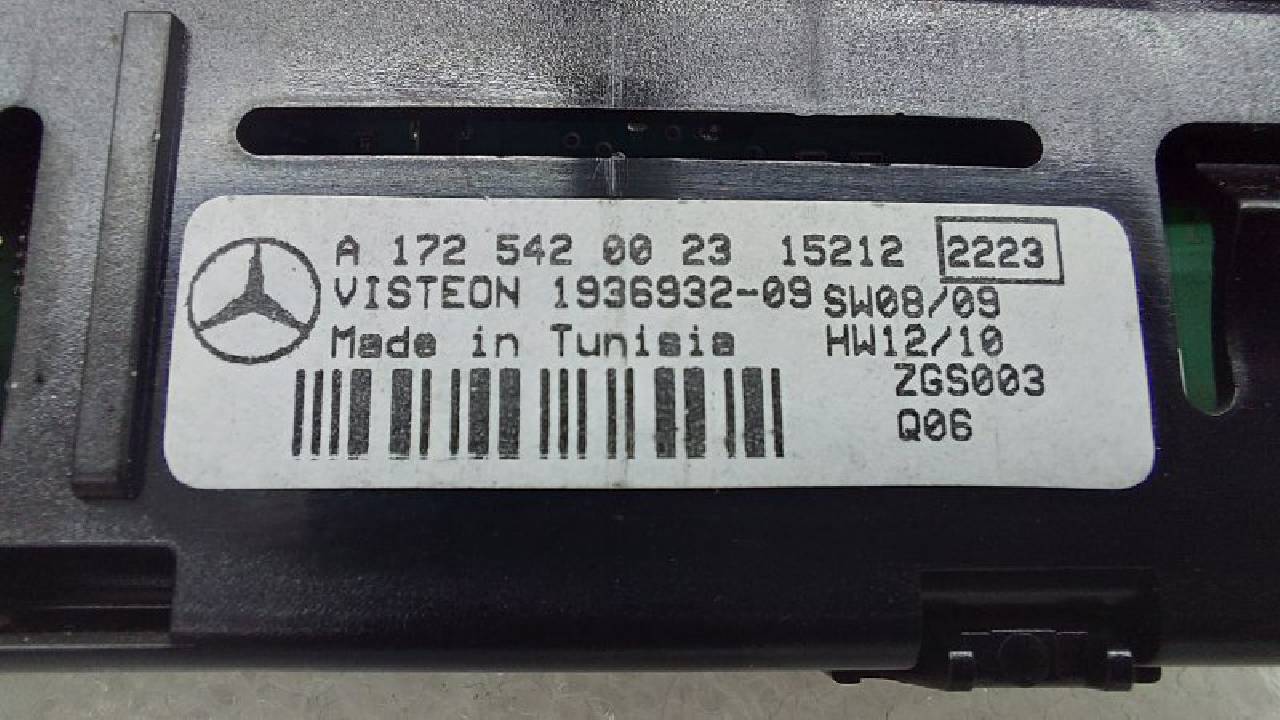 A 172 542 00 23 15212 2223
VISTEON 1936932-09 SW08/09
Made in Tunisia HW12/10
ZGS003
Q06